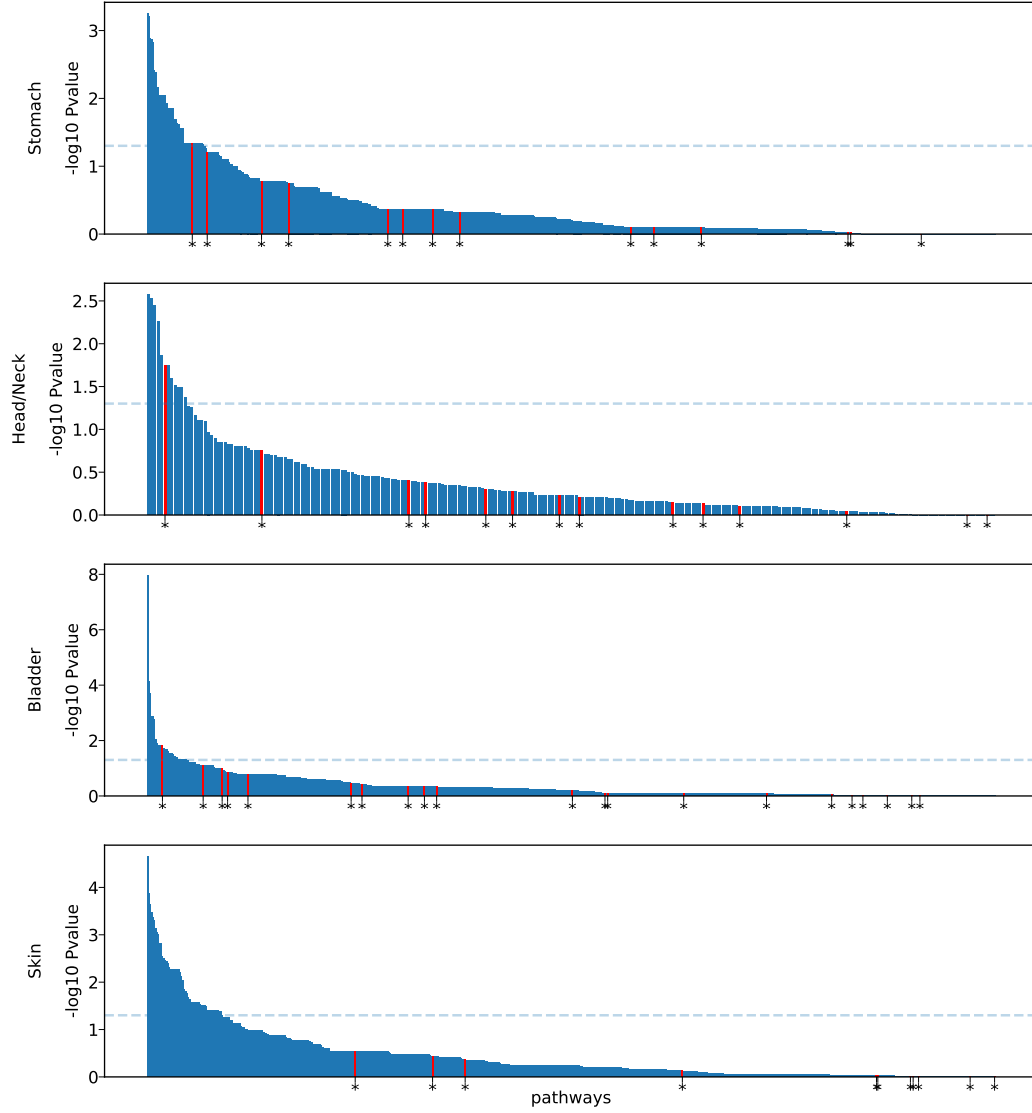 Stomach
-log10 Pvalue
3
2
1
0
* * * * * * * * * * * * * *
Head/Neck
-log10 Pvalue
2.5
2.0
1.5
1.0
0.5
0.0
* * * * * * * * * * * * * *
Bladder
-log10 Pvalue
8
6
4
2
0
* * * * * * * * * * * * * * * * * * * * *
Skin
-log10 Pvalue
4
3
2
1
0
* * * * * * * * * * *
pathways